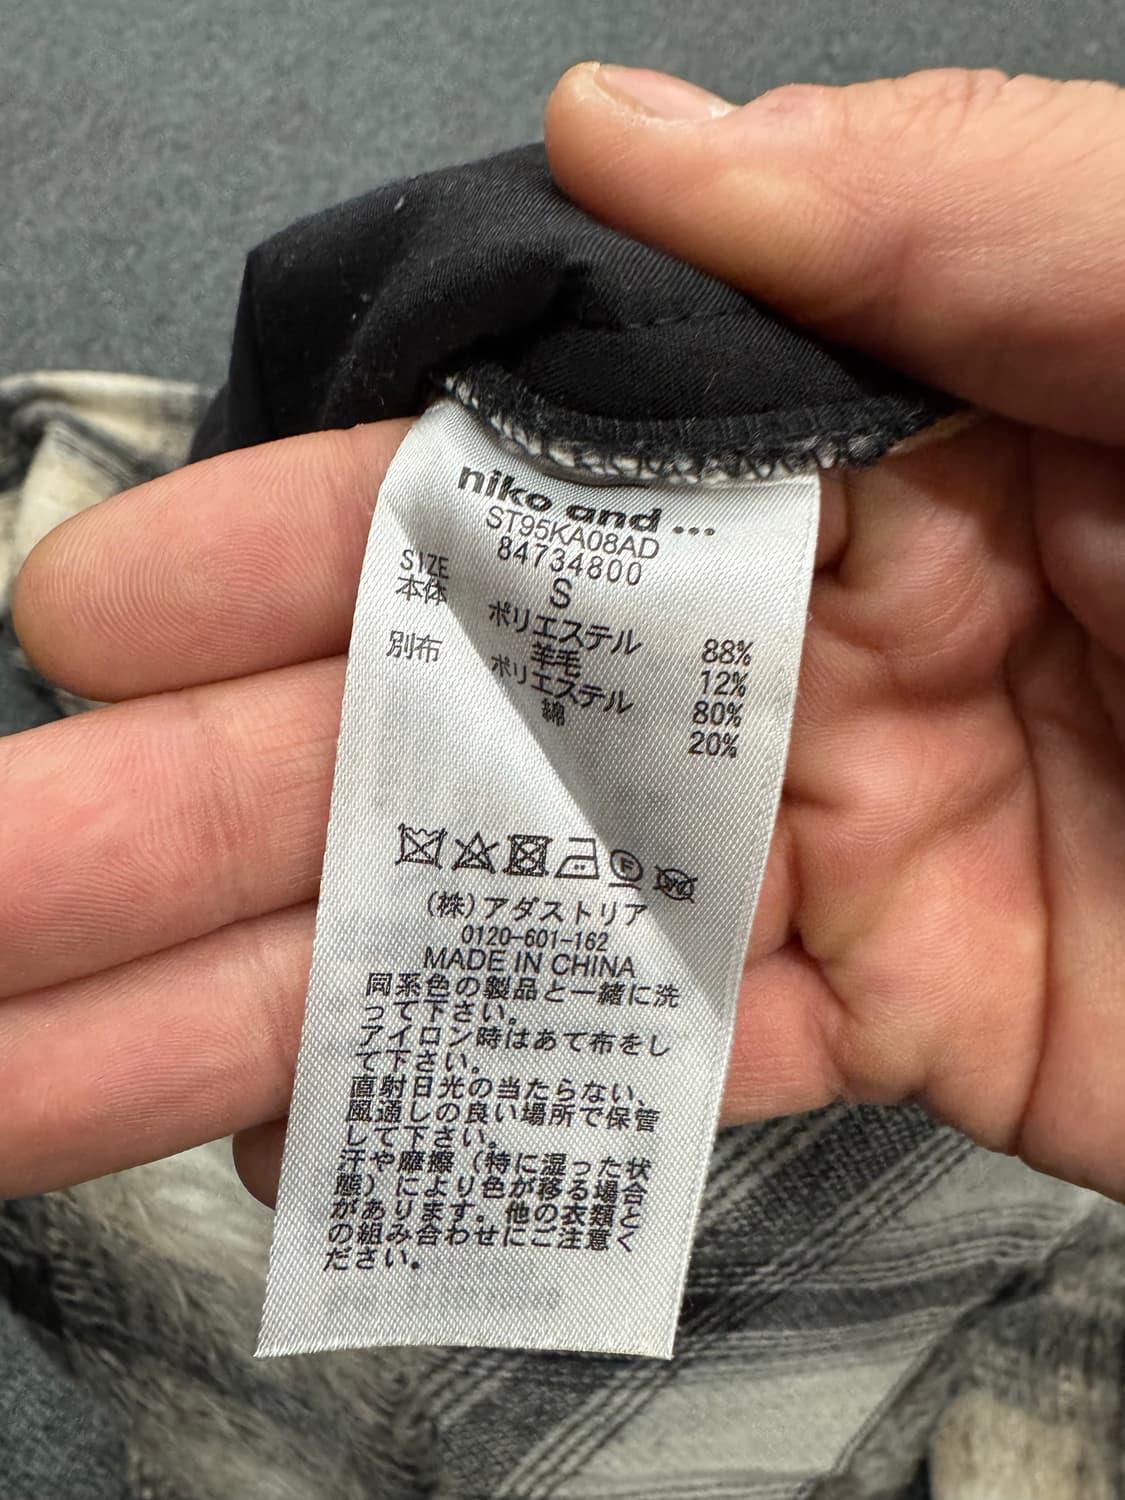 niko and ...
ST95KA08AD
84734800
SIZE S
本体 ポリエステル 88%
羊毛 12%
別布 ポリエステル 80%
綿 20%
(株)アダストリア
0120-601-162
MADE IN CHINA
同系色の製品と一緒に洗
って下さい。
アイロン時はあて布をし
て下さい。
直射日光の当たらない、
風通しの良い場所で保管
して下さい。
汗や摩擦(特に湿った状
態)により色が移る場合
があります。他の衣類と
の組み合わせにご注意く
ださい。